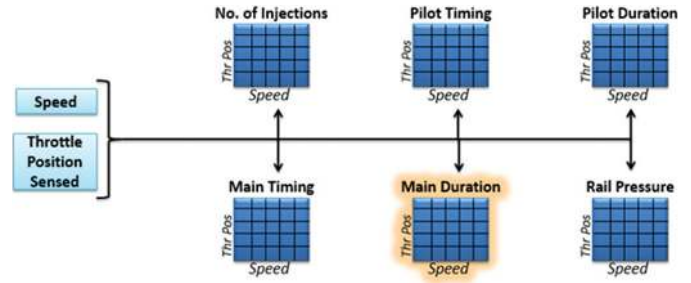 No. of Injections
Thr Pos
Speed
Pilot Timing
Thr Pos
Speed
Pilot Duration
Thr Pos
Speed
Speed
Throttle
Position
Sensed
Main Timing
Thr Pos
Speed
Main Duration
Thr Pos
Speed
Rail Pressure
Thr Pos
Speed